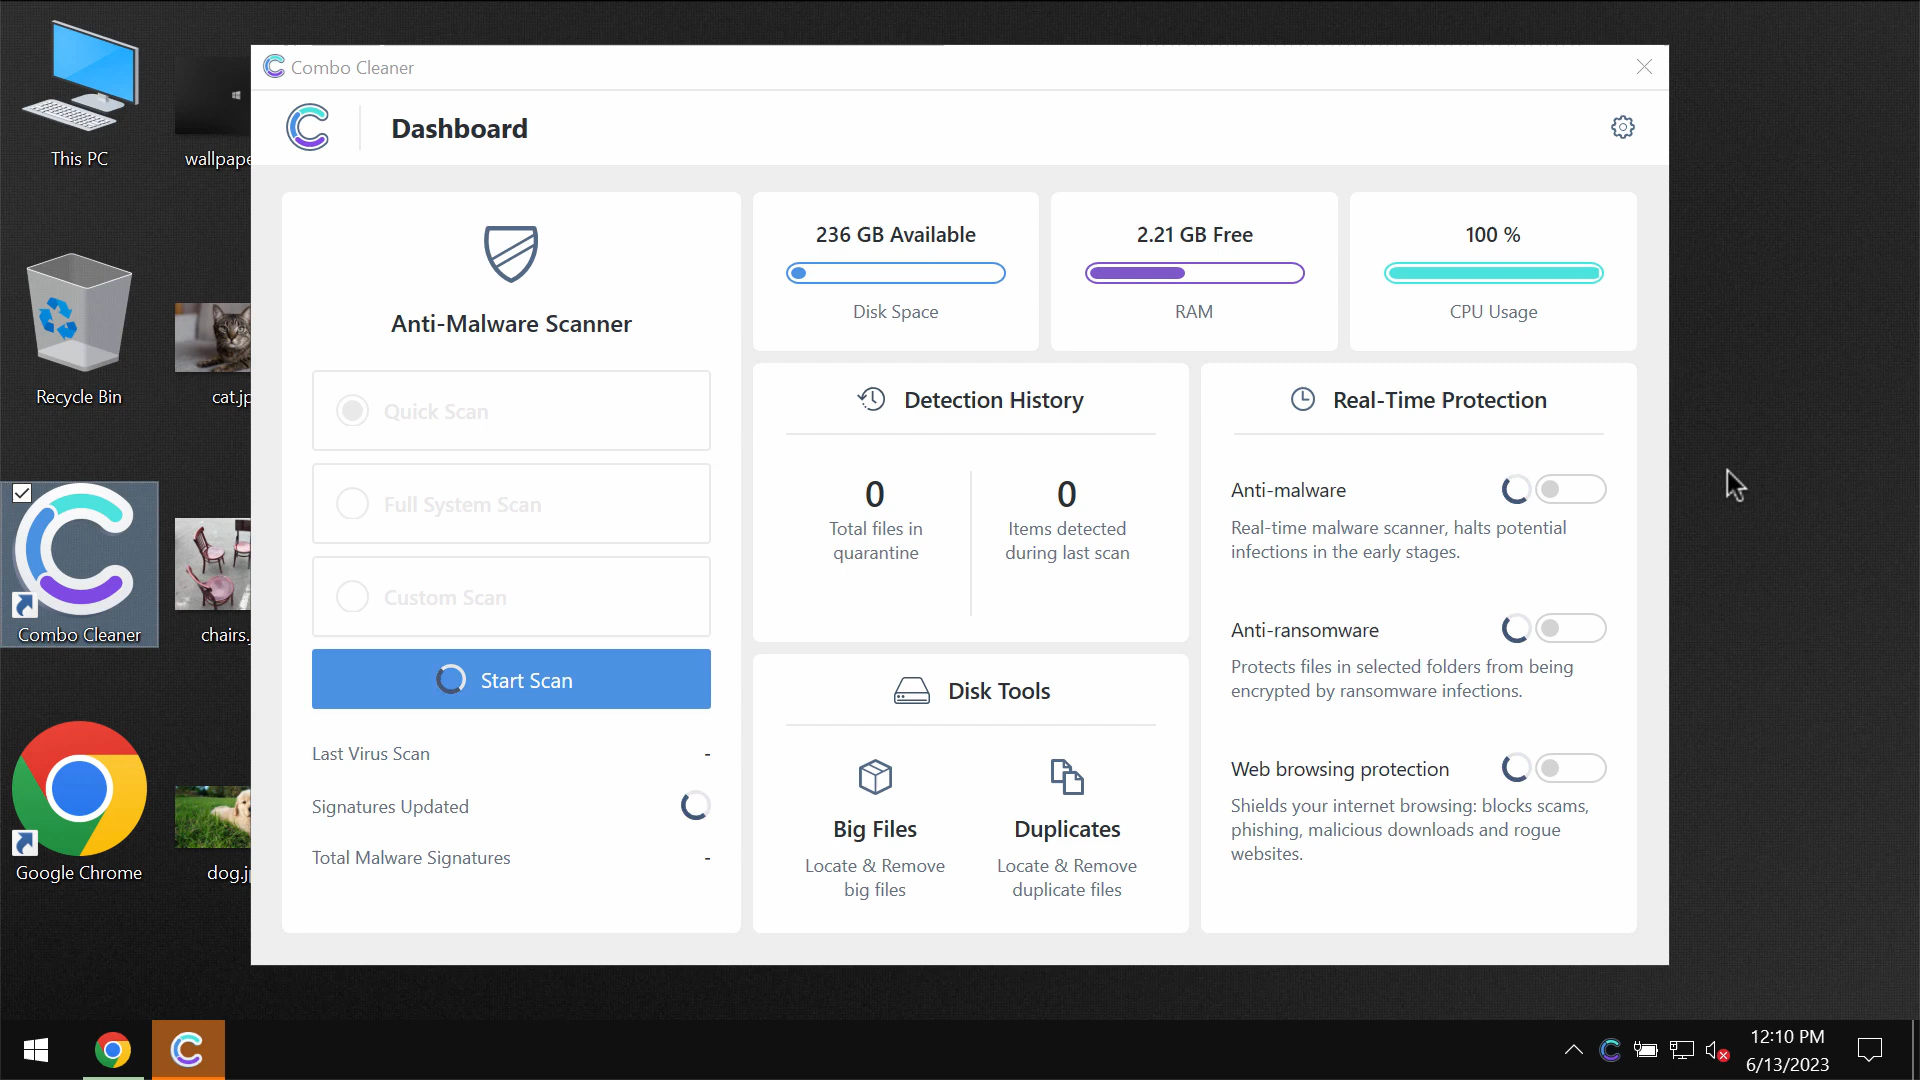 This PC
wallpape
Recycle Bin
cat.jp
Combo Cleaner
chairs.
Google Chrome
dog.j
Combo Cleaner
Dashboard
Anti-Malware Scanner
Quick Scan
Full System Scan
Custom Scan
Start Scan
Last Virus Scan -
Signatures Updated
Total Malware Signatures -
236 GB Available
Disk Space
2.21 GB Free
RAM
100 %
CPU Usage
Detection History
0
Total files in
quarantine
0
Items detected
during last scan
Disk Tools
Big Files
Locate & Remove
big files
Duplicates
Locate & Remove
duplicate files
Real-Time Protection
Anti-malware
Real-time malware scanner, halts potential
infections in the early stages.
Anti-ransomware
Protects files in selected folders from being
encrypted by ransomware infections.
Web browsing protection
Shields your internet browsing: blocks scams,
phishing, malicious downloads and rogue
websites.
12:10 PM
6/13/2023